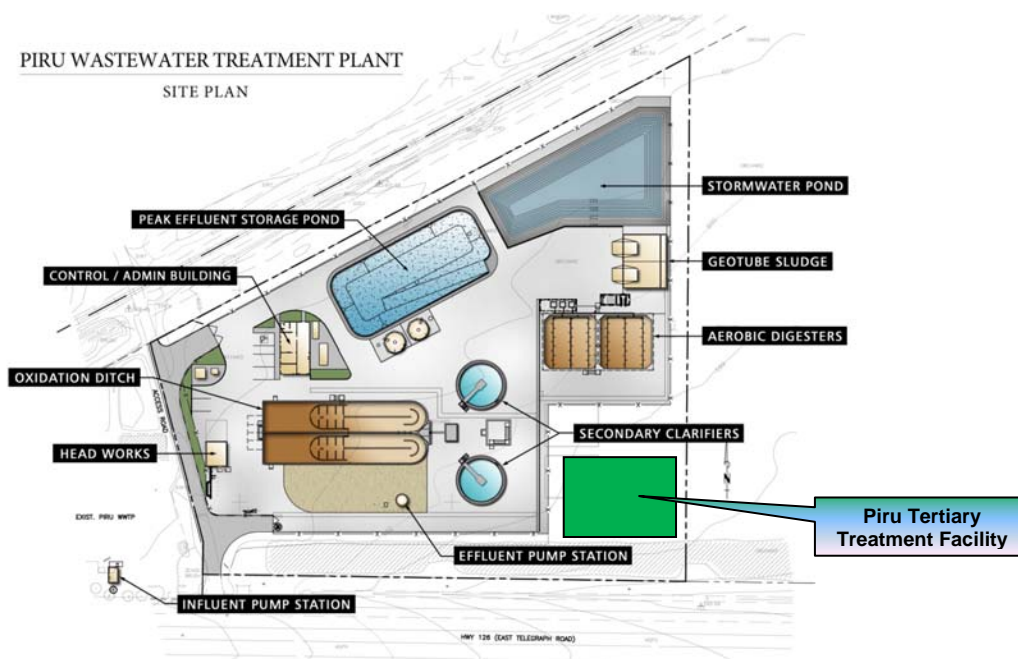 PIRU WASTEWATER TREATMENT PLANT
SITE PLAN
STORMWATER POND
PEAK EFFLUENT STORAGE POND
GEOTUBE SLUDGE
CONTROL / ADMIN BUILDING
AEROBIC DIGESTERS
OXIDATION DITCH
ACCESS ROAD
SECONDARY CLARIFIERS
HEAD WORKS
EXIST. PIRU WWTP
Piru Tertiary
Treatment Facility
EFFLUENT PUMP STATION
INFLUENT PUMP STATION
HWY 126 (EAST TELEGRAPH ROAD)